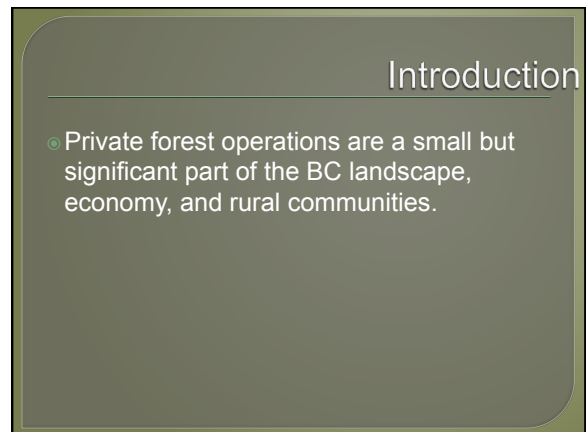 Introduction
Private forest operations are a small but
significant part of the BC landscape,
economy, and rural communities.